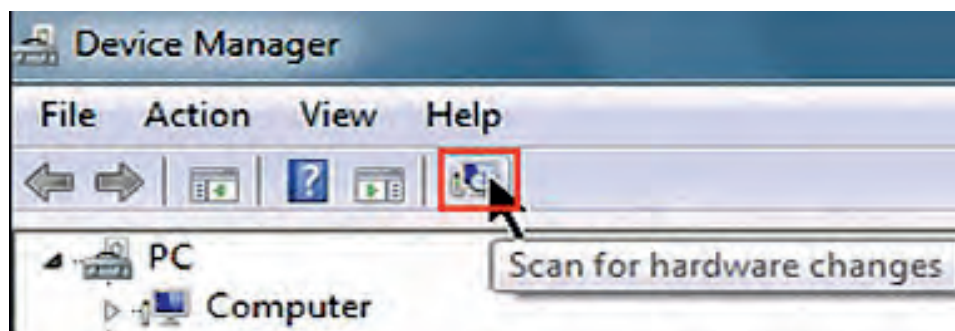 Device Manager
File Action View Help
?
PC
Scan for hardware changes
Computer